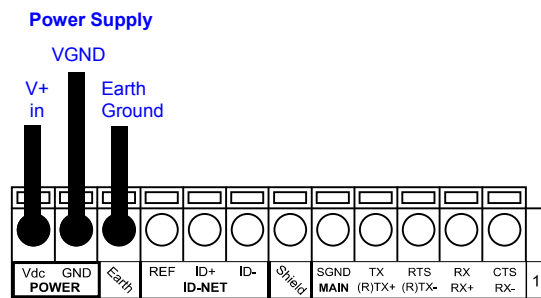 Power Supply
VGND
V+ in
Earth Ground
Vdc GND Earth REF ID+ ID- Shield SGND TX RTS RX CTS
POWER ID-NET MAIN (R)TX+ (R)TX- RX+ RX-
1